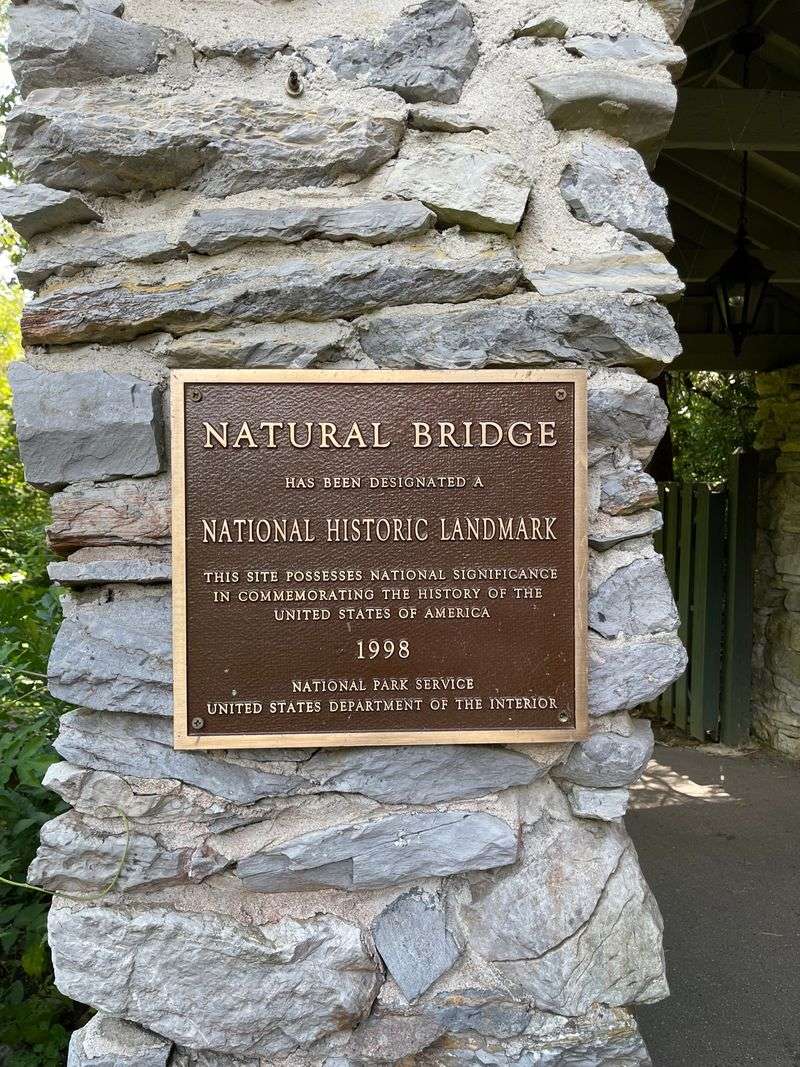 NATURAL BRIDGE
HAS BEEN DESIGNATED A
NATIONAL HISTORIC LANDMARK
THIS SITE POSSESSES NATIONAL SIGNIFICANCE
IN COMMEMORATING THE HISTORY OF THE
UNITED STATES OF AMERICA
1998
NATIONAL PARK SERVICE
UNITED STATES DEPARTMENT OF THE INTERIOR